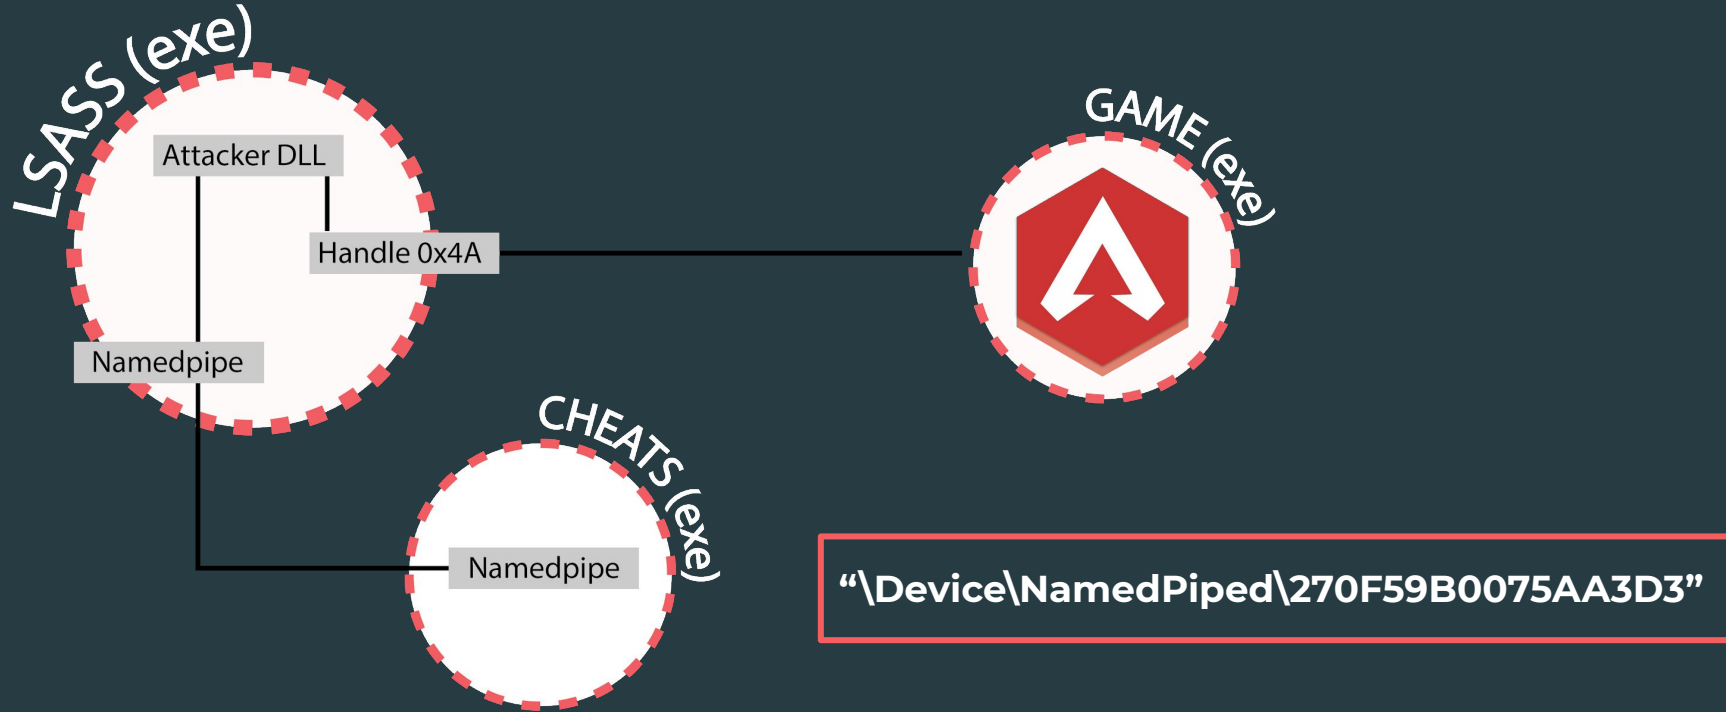 LSASS (exe)
Attacker DLL
Handle 0x4A
Namedpipe
GAME (exe)
CHEATS (exe)
Namedpipe
“\Device\NamedPiped\270F59B0075AA3D3”